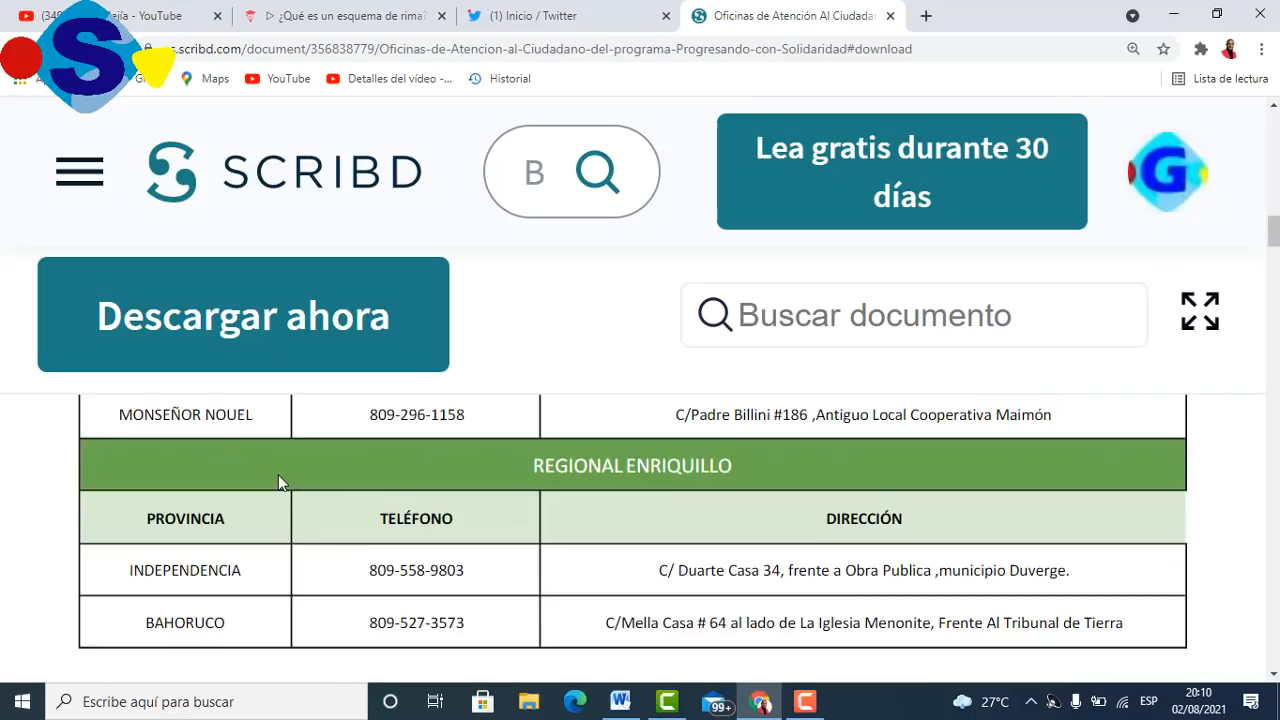 (349) ... ejía - YouTube
▷ ¿Qué es un esquema de rima?
(1) Inicio / Twitter
Oficinas de Atención Al Ciudadan
S
.scribd.com/document/356838779/Oficinas-de-Atencion-al-Ciudadano-del-programa-Progresando-con-Solidaridad#download
Maps
YouTube
Detalles del vídeo -...
Historial
Lista de lectura
SCRIBD
B
Lea gratis durante 30
días
G
Descargar ahora
Buscar documento
MONSEÑOR NOUEL 809-296-1158 C/Padre Billini #186 ,Antiguo Local Cooperativa Maimón
REGIONAL ENRIQUILLO
PROVINCIA TELÉFONO DIRECCIÓN
INDEPENDENCIA 809-558-9803 C/ Duarte Casa 34, frente a Obra Publica ,municipio Duverge.
BAHORUCO 809-527-3573 C/Mella Casa # 64 al lado de La Iglesia Menonite, Frente Al Tribunal de Tierra
Escribe aquí para buscar
99+
27°C
ESP
20:10
02/08/2021